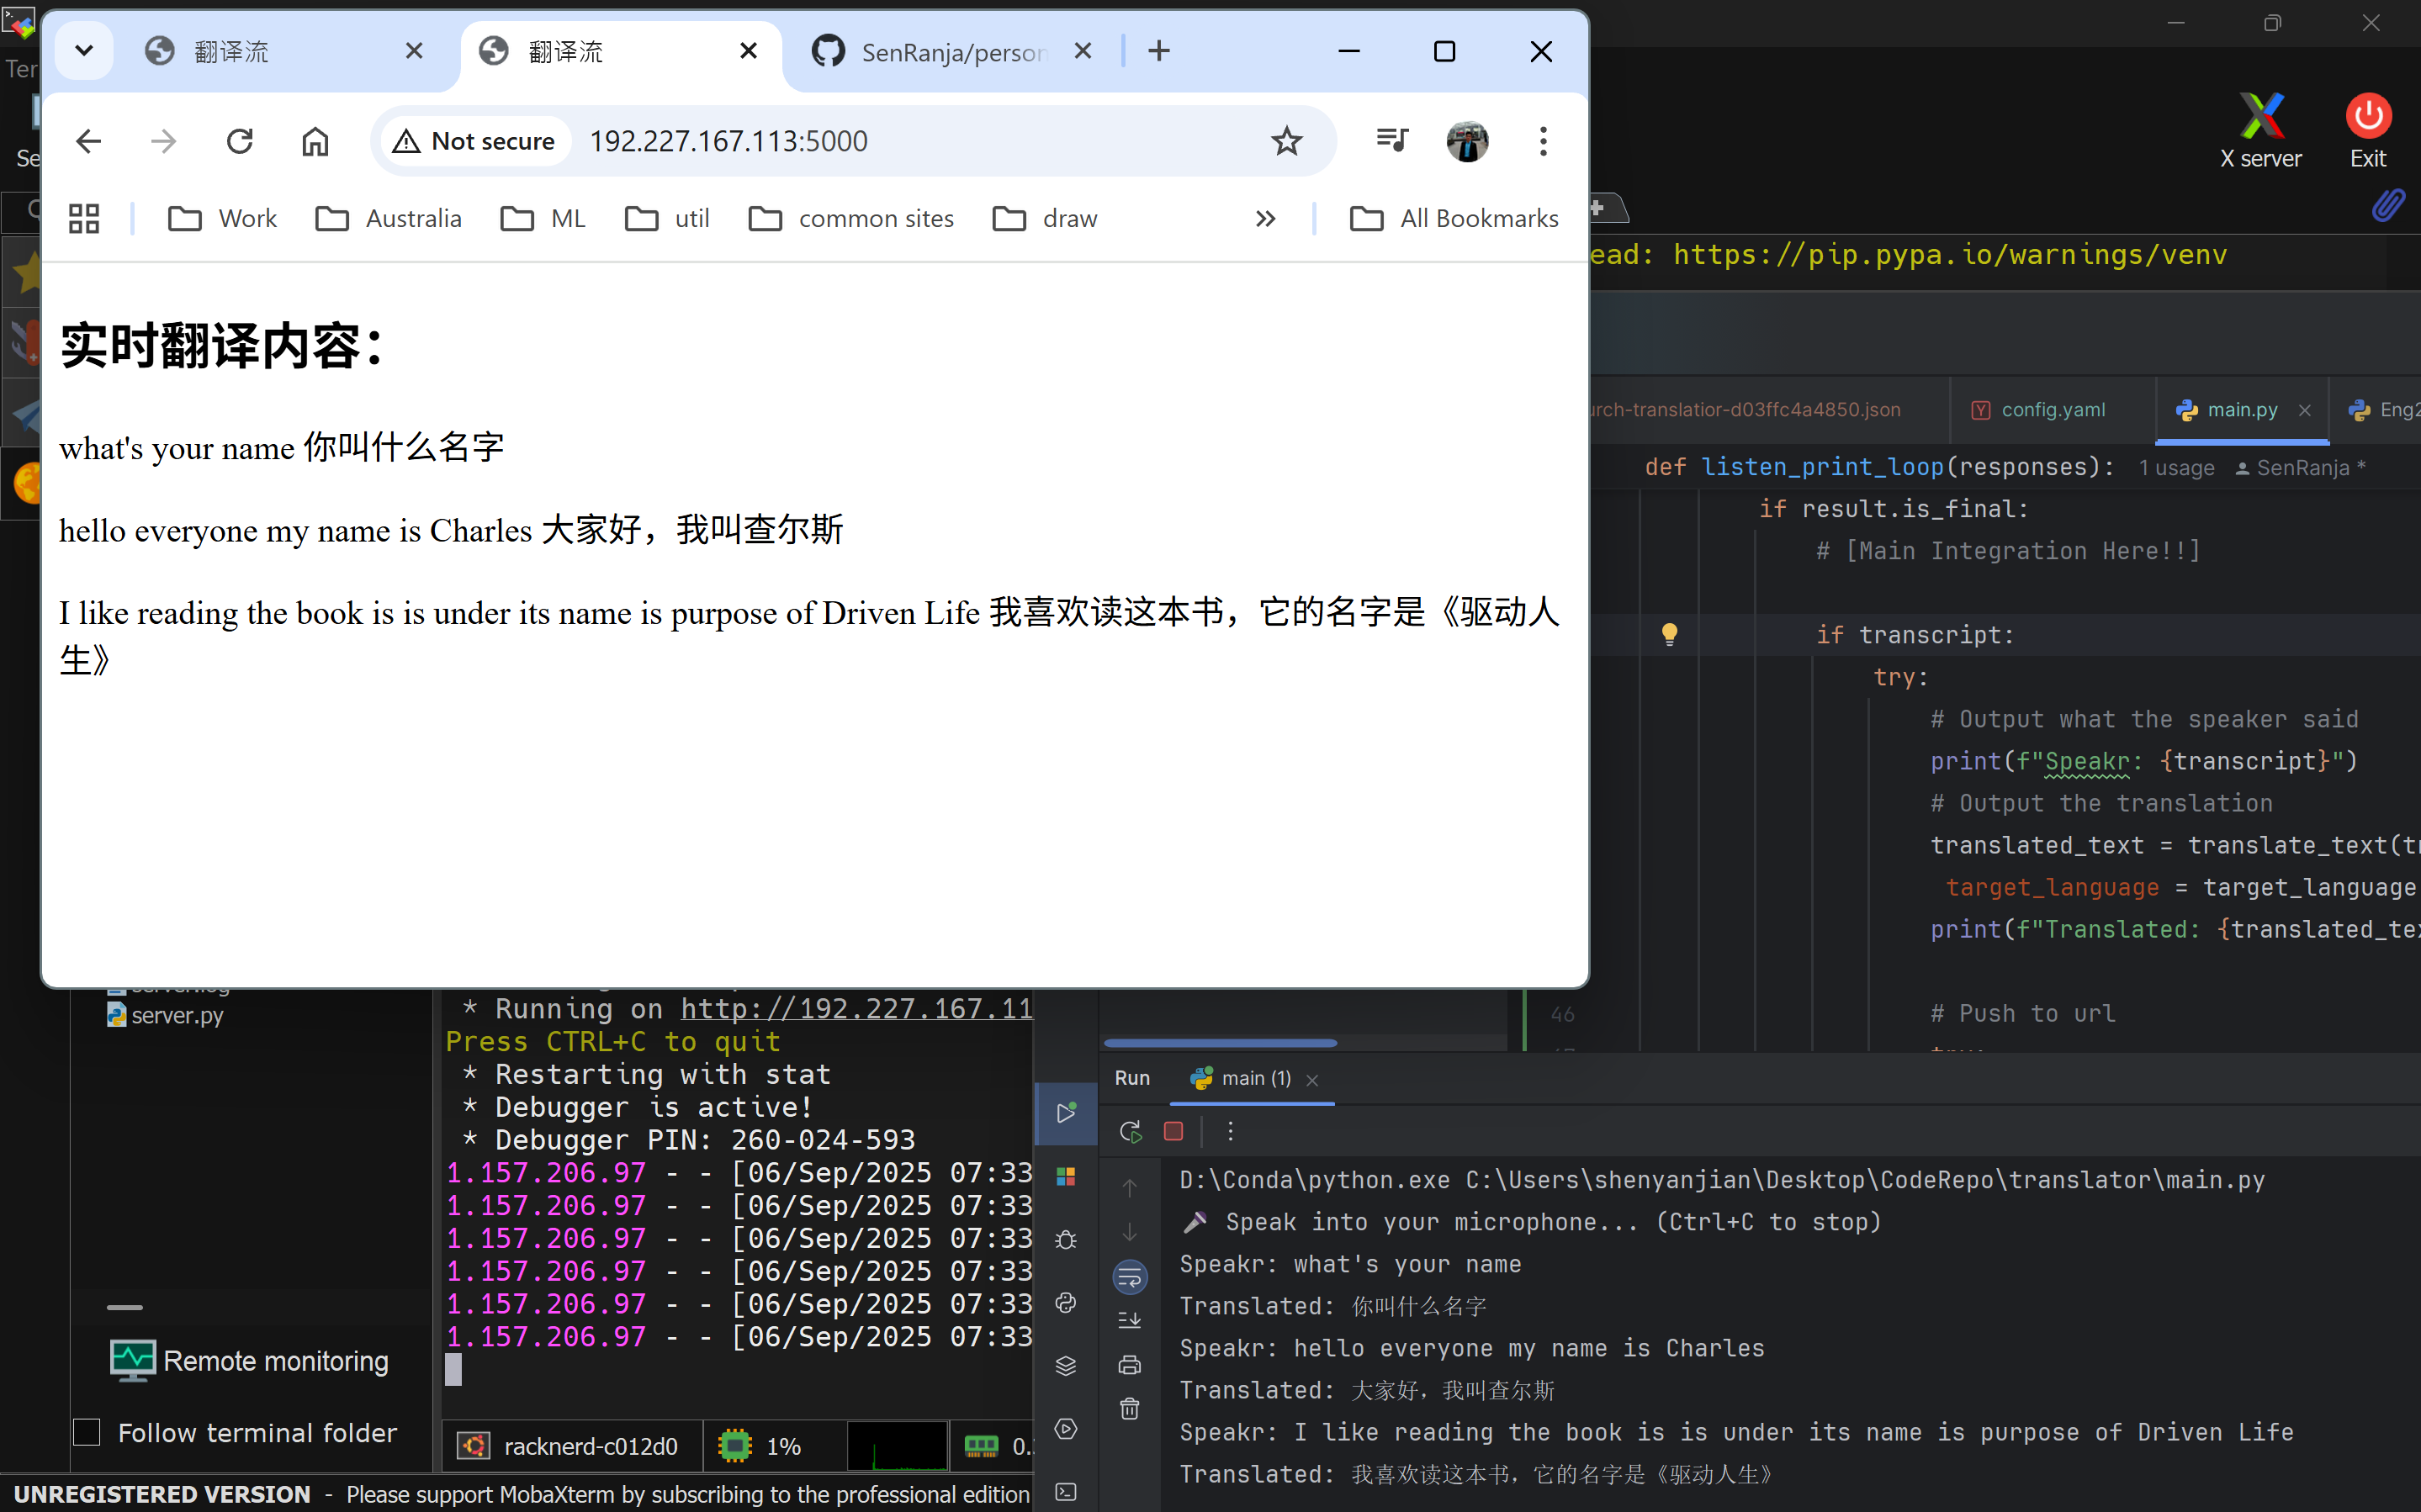 翻译流
翻译流
SenRanja/person
Not secure
192.227.167.113:5000
Work
Australia
ML
util
common sites
draw
All Bookmarks
实时翻译内容：
what's your name 你叫什么名字
hello everyone my name is Charles 大家好，我叫查尔斯
I like reading the book is is under its name is purpose of Driven Life 我喜欢读这本书，它的名字是《驱动人
生》
Ter
Se
X server
Exit
ead: https://pip.pypa.io/warnings/venv
urch-translatior-d03ffc4a4850.json
config.yaml
main.py
Eng2
def listen_print_loop(responses): 1 usage SenRanja *
if result.is_final:
# [Main Integration Here!!]
if transcript:
try:
# Output what the speaker said
print(f"Speakr: {transcript}")
# Output the translation
translated_text = translate_text(tr
target_language = target_language
print(f"Translated: {translated_tex
46
# Push to url
server.log
server.py
* Running on http://192.227.167.11
Press CTRL+C to quit
* Restarting with stat
* Debugger is active!
* Debugger PIN: 260-024-593
1.157.206.97 - - [06/Sep/2025 07:33
1.157.206.97 - - [06/Sep/2025 07:33
1.157.206.97 - - [06/Sep/2025 07:33
1.157.206.97 - - [06/Sep/2025 07:33
1.157.206.97 - - [06/Sep/2025 07:33
1.157.206.97 - - [06/Sep/2025 07:33
Remote monitoring
Follow terminal folder
racknerd-c012d0
1%
0.
UNREGISTERED VERSION - Please support MobaXterm by subscribing to the professional edition
Run
main (1)
D:\Conda\python.exe C:\Users\shenyanjian\Desktop\CodeRepo\translator\main.py
🎤 Speak into your microphone... (Ctrl+C to stop)
Speakr: what's your name
Translated: 你叫什么名字
Speakr: hello everyone my name is Charles
Translated: 大家好，我叫查尔斯
Speakr: I like reading the book is is under its name is purpose of Driven Life
Translated: 我喜欢读这本书，它的名字是《驱动人生》